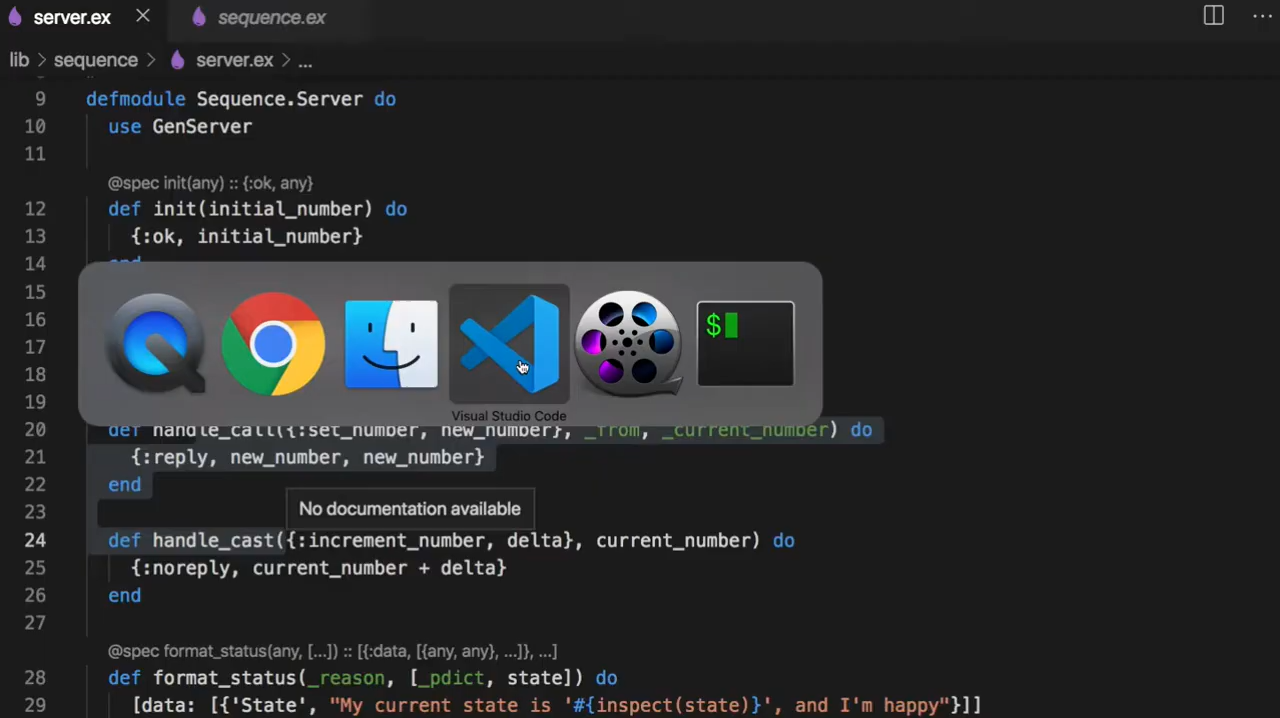 server.ex
sequence.ex
lib > sequence > server.ex > ...
9 defmodule Sequence.Server do
10 use GenServer
11
@spec init(any) :: {:ok, any}
12 def init(initial_number) do
13 {:ok, initial_number}
14 end
15
16
17
18
19
$
Visual Studio Code
20 def handle_call({:set_number, new_number}, _from, _current_number) do
21 {:reply, new_number, new_number}
22 end
23
No documentation available
24 def handle_cast({:increment_number, delta}, current_number) do
25 {:noreply, current_number + delta}
26 end
27
@spec format_status(any, [...]) :: [{:data, [{any, any}, ...]}, ...]
28 def format_status(_reason, [_pdict, state]) do
29 [data: [{'State', "My current state is '#{inspect(state)}', and I'm happy"}]]